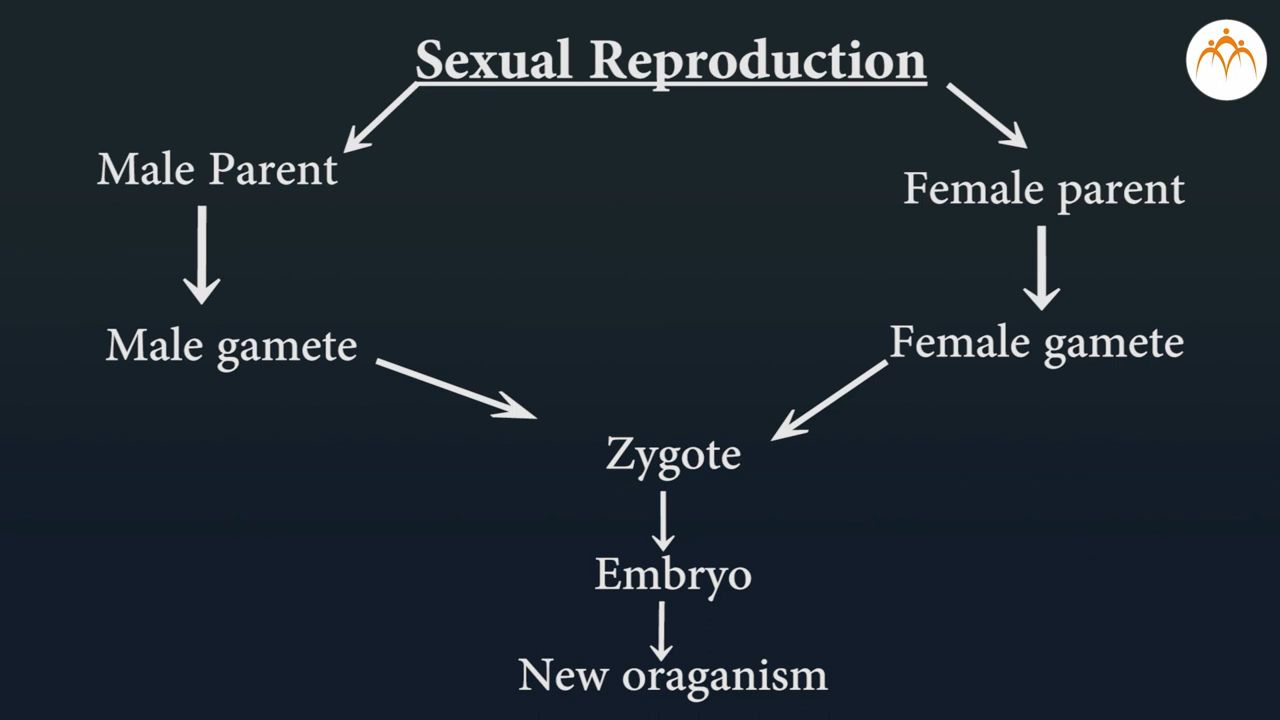 Sexual Reproduction
Male Parent
Female parent
Male gamete
Female gamete
Zygote
Embryo
New oraganism